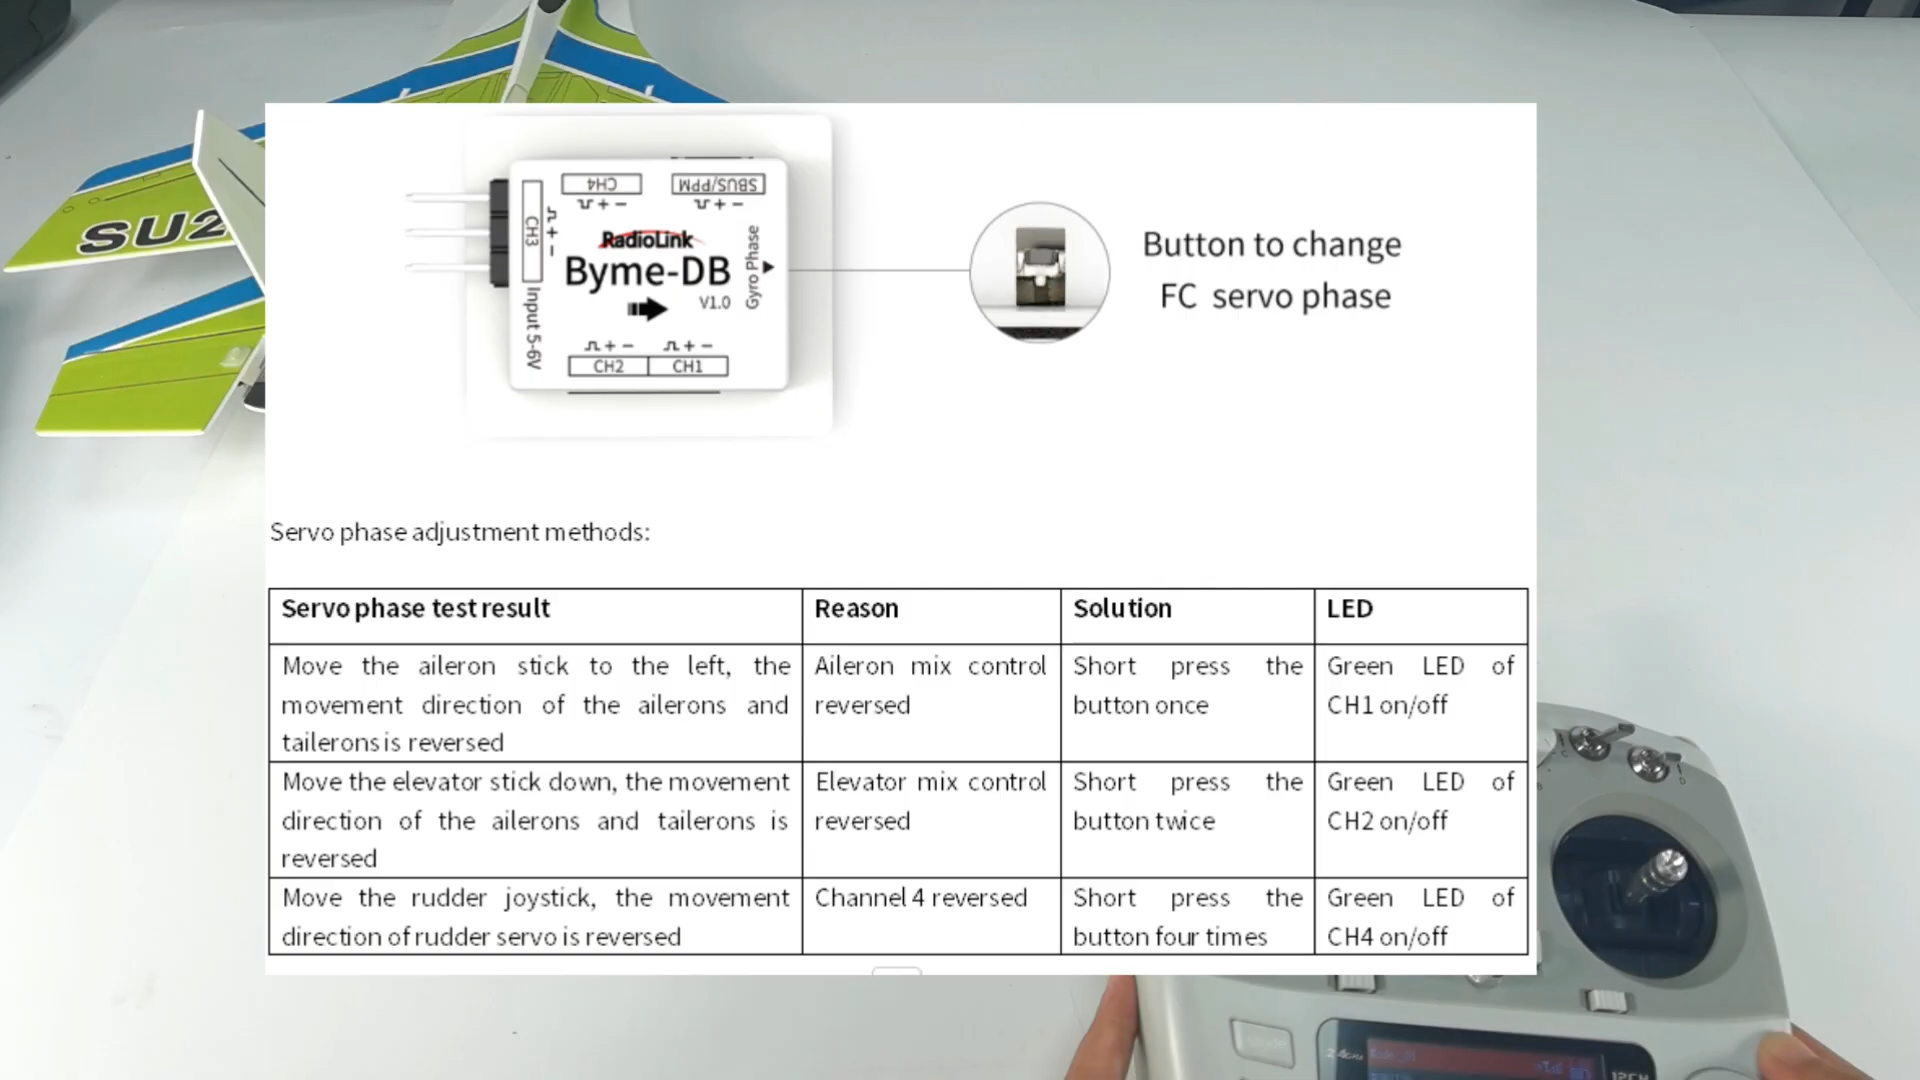 SU2
CH4
SBUS/PPM
CH3
Input 5-6V
RadioLink
Byme-DB
V1.0
Gyro Phase
CH2
CH1
Button to change
FC servo phase
Servo phase adjustment methods:
Servo phase test result
Reason
Solution
LED
Move the aileron stick to the left, the
movement direction of the ailerons and
tailerons is reversed
Aileron mix control
reversed
Short press the
button once
Green LED of
CH1 on/off
Move the elevator stick down, the movement
direction of the ailerons and tailerons is
reversed
Elevator mix control
reversed
Short press the
button twice
Green LED of
CH2 on/off
Move the rudder joystick, the movement
direction of rudder servo is reversed
Channel 4 reversed
Short press the
button four times
Green LED of
CH4 on/off